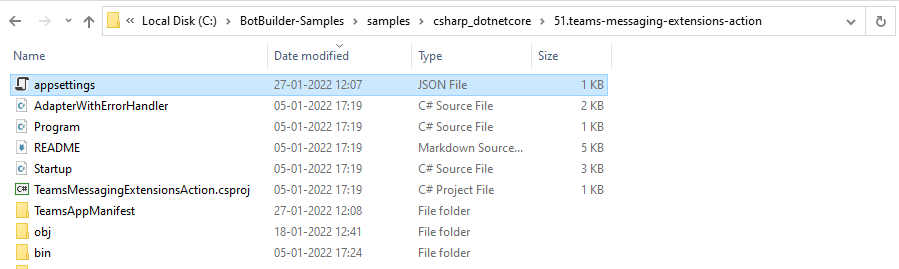 Local Disk (C:) > BotBuilder-Samples > samples > csharp_dotnetcore > 51.teams-messaging-extensions-action
Name Date modified Type Size
appsettings 27-01-2022 12:07 JSON File 1 KB
AdapterWithErrorHandler 05-01-2022 17:19 C# Source File 2 KB
Program 05-01-2022 17:19 C# Source File 1 KB
README 05-01-2022 17:19 Markdown Source... 5 KB
Startup 05-01-2022 17:19 C# Source File 3 KB
C# TeamsMessagingExtensionsAction.csproj 05-01-2022 17:19 C# Project File 1 KB
TeamsAppManifest 27-01-2022 12:08 File folder
obj 18-01-2022 12:41 File folder
bin 05-01-2022 17:24 File folder